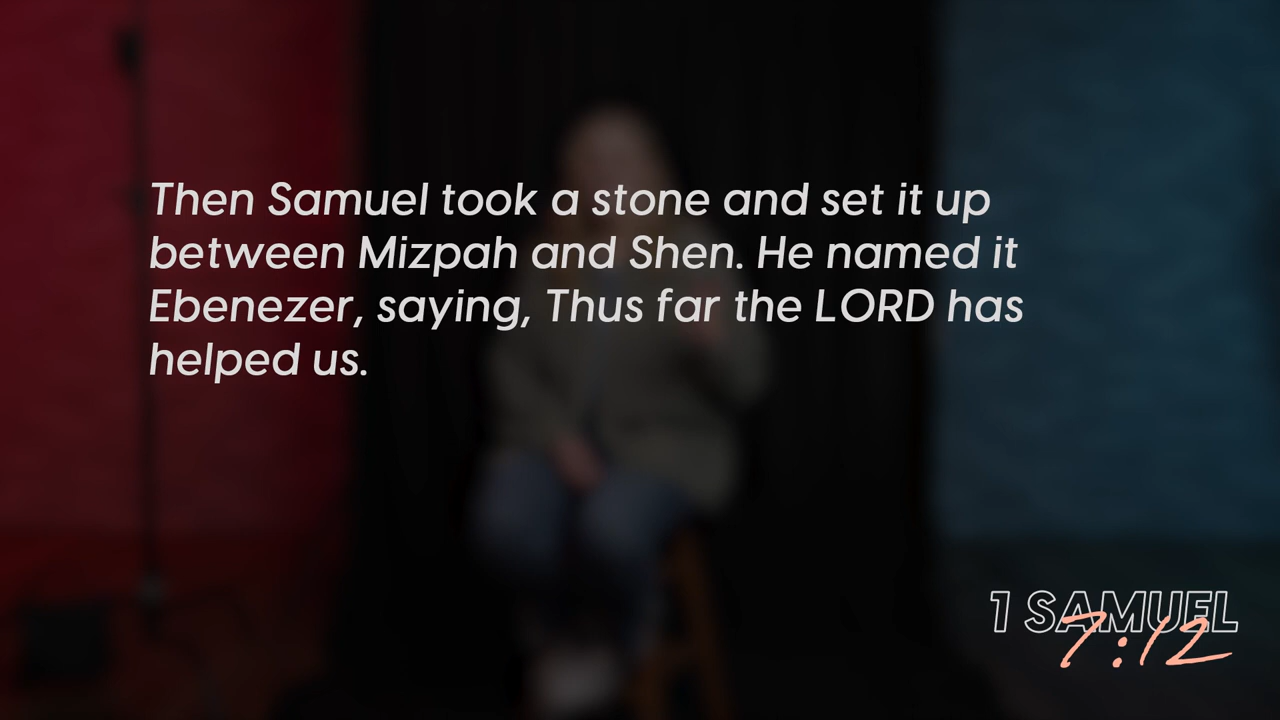 Then Samuel took a stone and set it up
between Mizpah and Shen. He named it
Ebenezer, saying, Thus far the LORD has
helped us.
1 SAMUEL
7:12